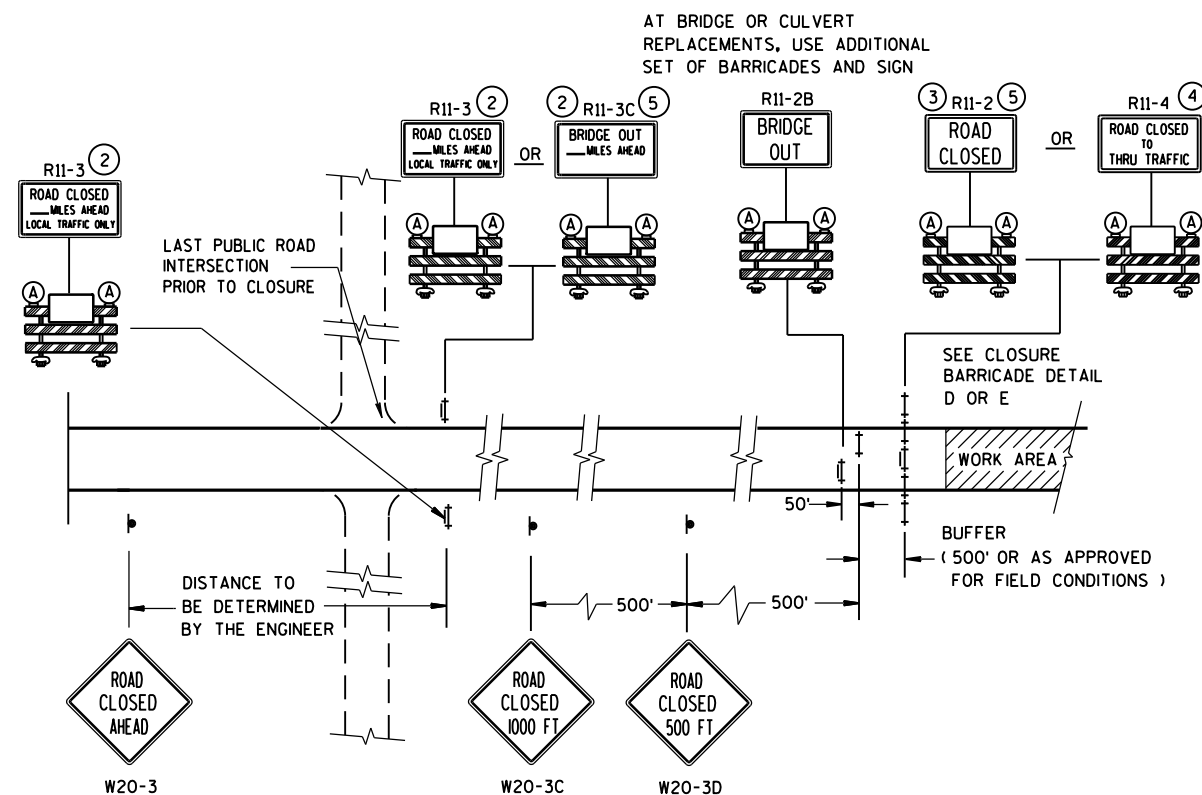 AT BRIDGE OR CULVERT
REPLACEMENTS, USE ADDITIONAL
SET OF BARRICADES AND SIGN
R11-3 2
ROAD CLOSED
___MILES AHEAD
LOCAL TRAFFIC ONLY
OR
2 R11-3C 5
BRIDGE OUT
___MILES AHEAD
R11-2B
BRIDGE
OUT
3 R11-2 5
ROAD
CLOSED
OR
R11-4 4
ROAD CLOSED
TO
THRU TRAFFIC
R11-3 2
ROAD CLOSED
___MILES AHEAD
LOCAL TRAFFIC ONLY
A A
A A
A A
A A
A A
A A
LAST PUBLIC ROAD
INTERSECTION
PRIOR TO CLOSURE
SEE CLOSURE
BARRICADE DETAIL
D OR E
WORK AREA
50'
BUFFER
( 500' OR AS APPROVED
FOR FIELD CONDITIONS )
DISTANCE TO
BE DETERMINED
BY THE ENGINEER
500'
500'
ROAD
CLOSED
AHEAD
W20-3
ROAD
CLOSED
1000 FT
W20-3C
ROAD
CLOSED
500 FT
W20-3D